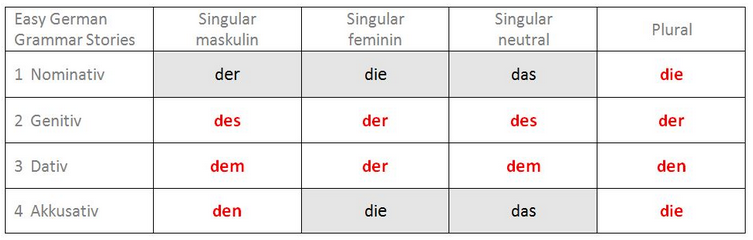 Easy German Grammar Stories Singular maskulin Singular feminin Singular neutral Plural
1 Nominativ der die das die
2 Genitiv des der des der
3 Dativ dem der dem den
4 Akkusativ den die das die